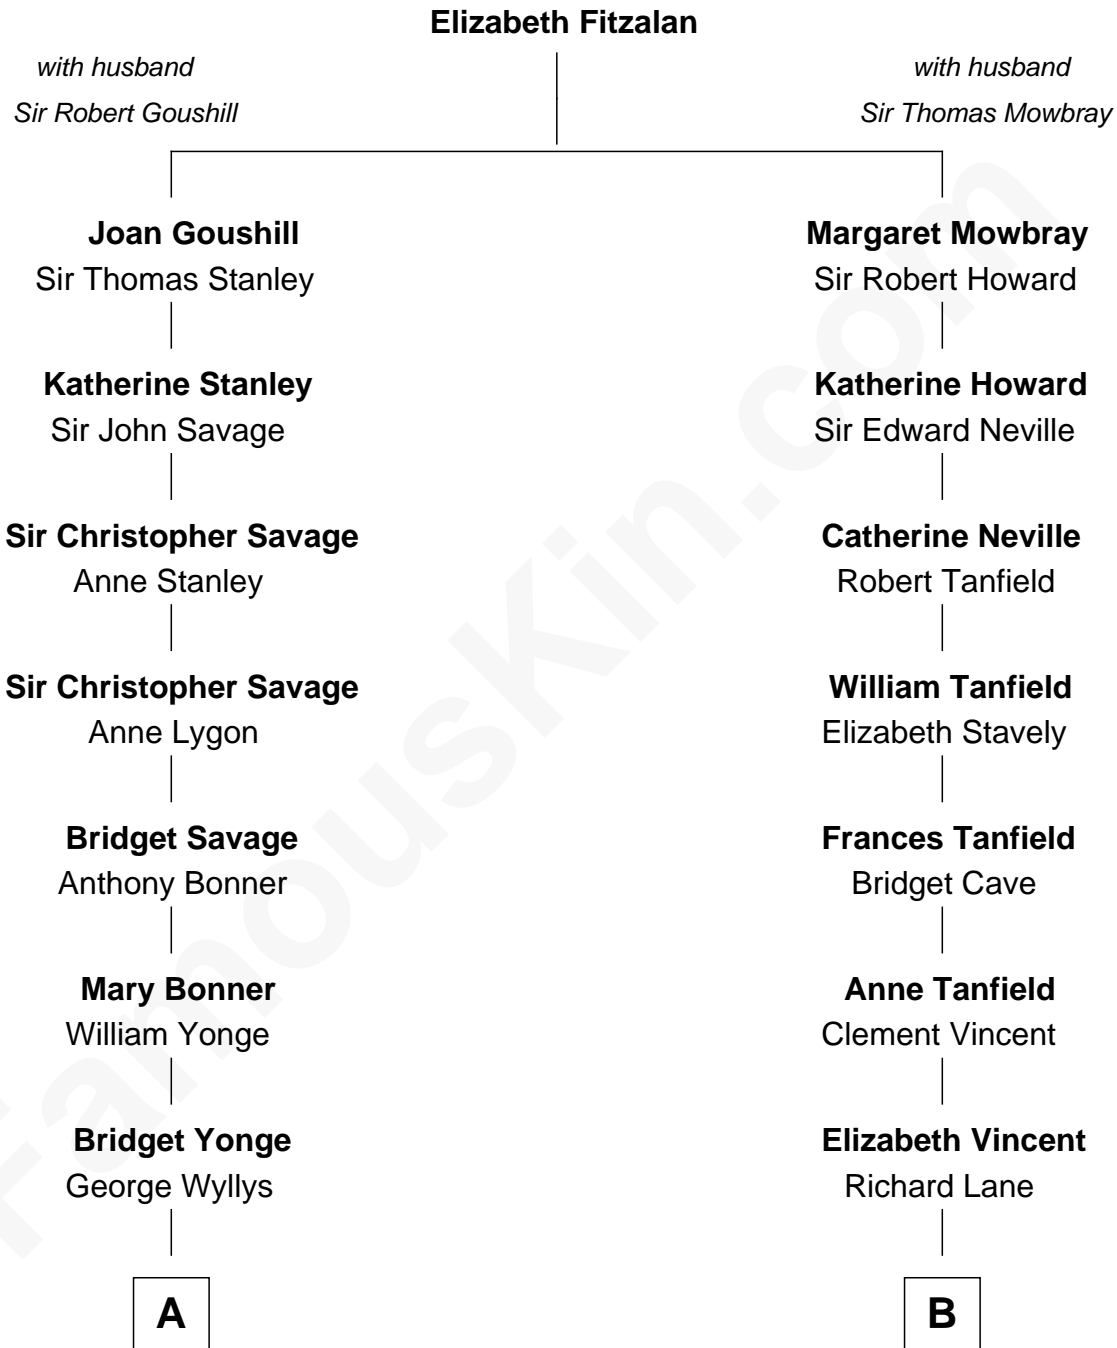 Elizabeth Fitzalan
with husband
Sir Robert Goushill
with husband
Sir Thomas Mowbray
Joan Goushill
Sir Thomas Stanley
Margaret Mowbray
Sir Robert Howard
Katherine Stanley
Sir John Savage
Katherine Howard
Sir Edward Neville
Sir Christopher Savage
Anne Stanley
Catherine Neville
Robert Tanfield
Sir Christopher Savage
Anne Lygon
William Tanfield
Elizabeth Stavely
Bridget Savage
Anthony Bonner
Frances Tanfield
Bridget Cave
Mary Bonner
William Yonge
Anne Tanfield
Clement Vincent
Bridget Yonge
George Wyllys
Elizabeth Vincent
Richard Lane
A
B
FamousKin.com